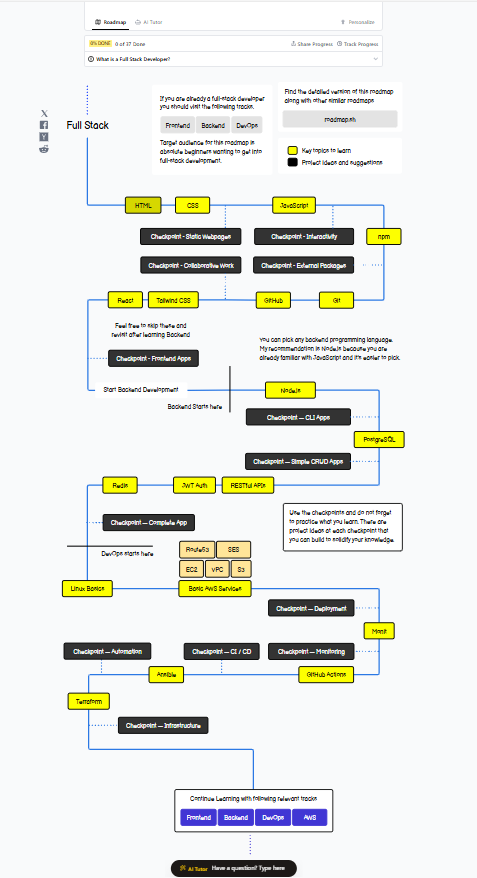 Roadmap
AI Tutor
Personalize
0% DONE
0 of 37 Done
Share Progress
Track Progress
What is a Full Stack Developer?
Full Stack
If you are already a full-stack developer
you should visit the following tracks.
Frontend
Backend
DevOps
Target audience for this roadmap is
absolute beginners wanting to get into
full-stack development.
Find the detailed version of this roadmap
along with other similar roadmaps
roadmap.sh
Key topics to learn
Project ideas and suggestions
HTML
CSS
JavaScript
Checkpoint - Static Webpages
Checkpoint - Interactivity
npm
Checkpoint - Collaborative Work
Checkpoint - External Packages
React
Tailwind CSS
GitHub
Git
Feel free to skip these and
revisit after learning Backend
Checkpoint - Frontend Apps
You can pick any backend programming language.
My recommendation is Node.js because you are
already familiar with JavaScript and it's easier to pick.
Start Backend Development
Node.js
Backend Starts here
Checkpoint — CLI Apps
PostgreSQL
Checkpoint — Simple CRUD Apps
Redis
JWT Auth
RESTful APIs
Checkpoint — Complete App
Use the checkpoints and do not forget
to practice what you learn. There are
project ideas at each checkpoint that
you can build to solidify your knowledge.
DevOps starts here
Route53
SES
EC2
VPC
S3
Linux Basics
Basic AWS Services
Checkpoint — Deployment
Monit
Checkpoint — Automation
Checkpoint — CI / CD
Checkpoint — Monitoring
Ansible
GitHub Actions
Terraform
Checkpoint — Infrastructure
Continue Learning with following relevant tracks
Frontend
Backend
DevOps
AWS
AI Tutor
Have a question? Type here